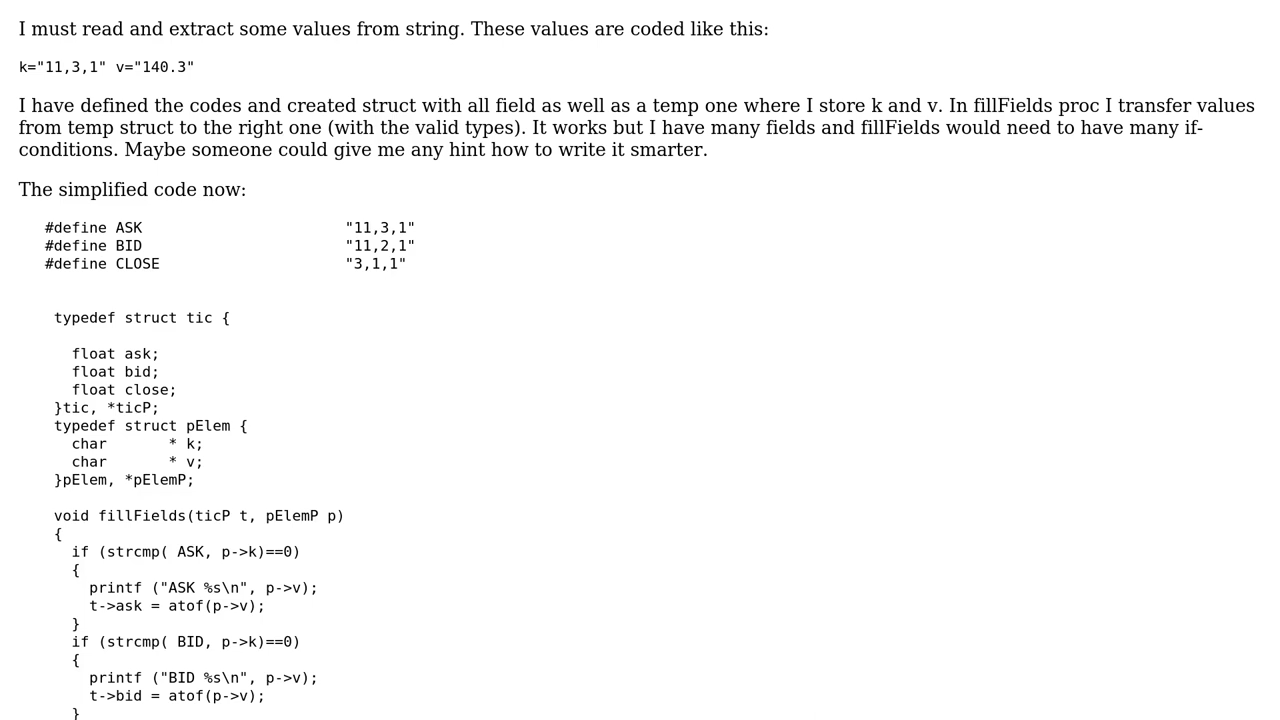 I must read and extract some values from string. These values are coded like this:
k="11,3,1" v="140.3"
I have defined the codes and created struct with all field as well as a temp one where I store k and v. In fillFields proc I transfer values
from temp struct to the right one (with the valid types). It works but I have many fields and fillFields would need to have many if-
conditions. Maybe someone could give me any hint how to write it smarter.
The simplified code now:
#define ASK                       "11,3,1"
#define BID                       "11,2,1"
#define CLOSE                     "3,1,1"
typedef struct tic {
  float ask;
  float bid;
  float close;
}tic, *ticP;
typedef struct pElem {
  char       * k;
  char       * v;
}pElem, *pElemP;
void fillFields(ticP t, pElemP p)
{
  if (strcmp( ASK, p->k)==0)
  {
    printf ("ASK %s\n", p->v);
    t->ask = atof(p->v);
  }
  if (strcmp( BID, p->k)==0)
  {
    printf ("BID %s\n", p->v);
    t->bid = atof(p->v);
  }